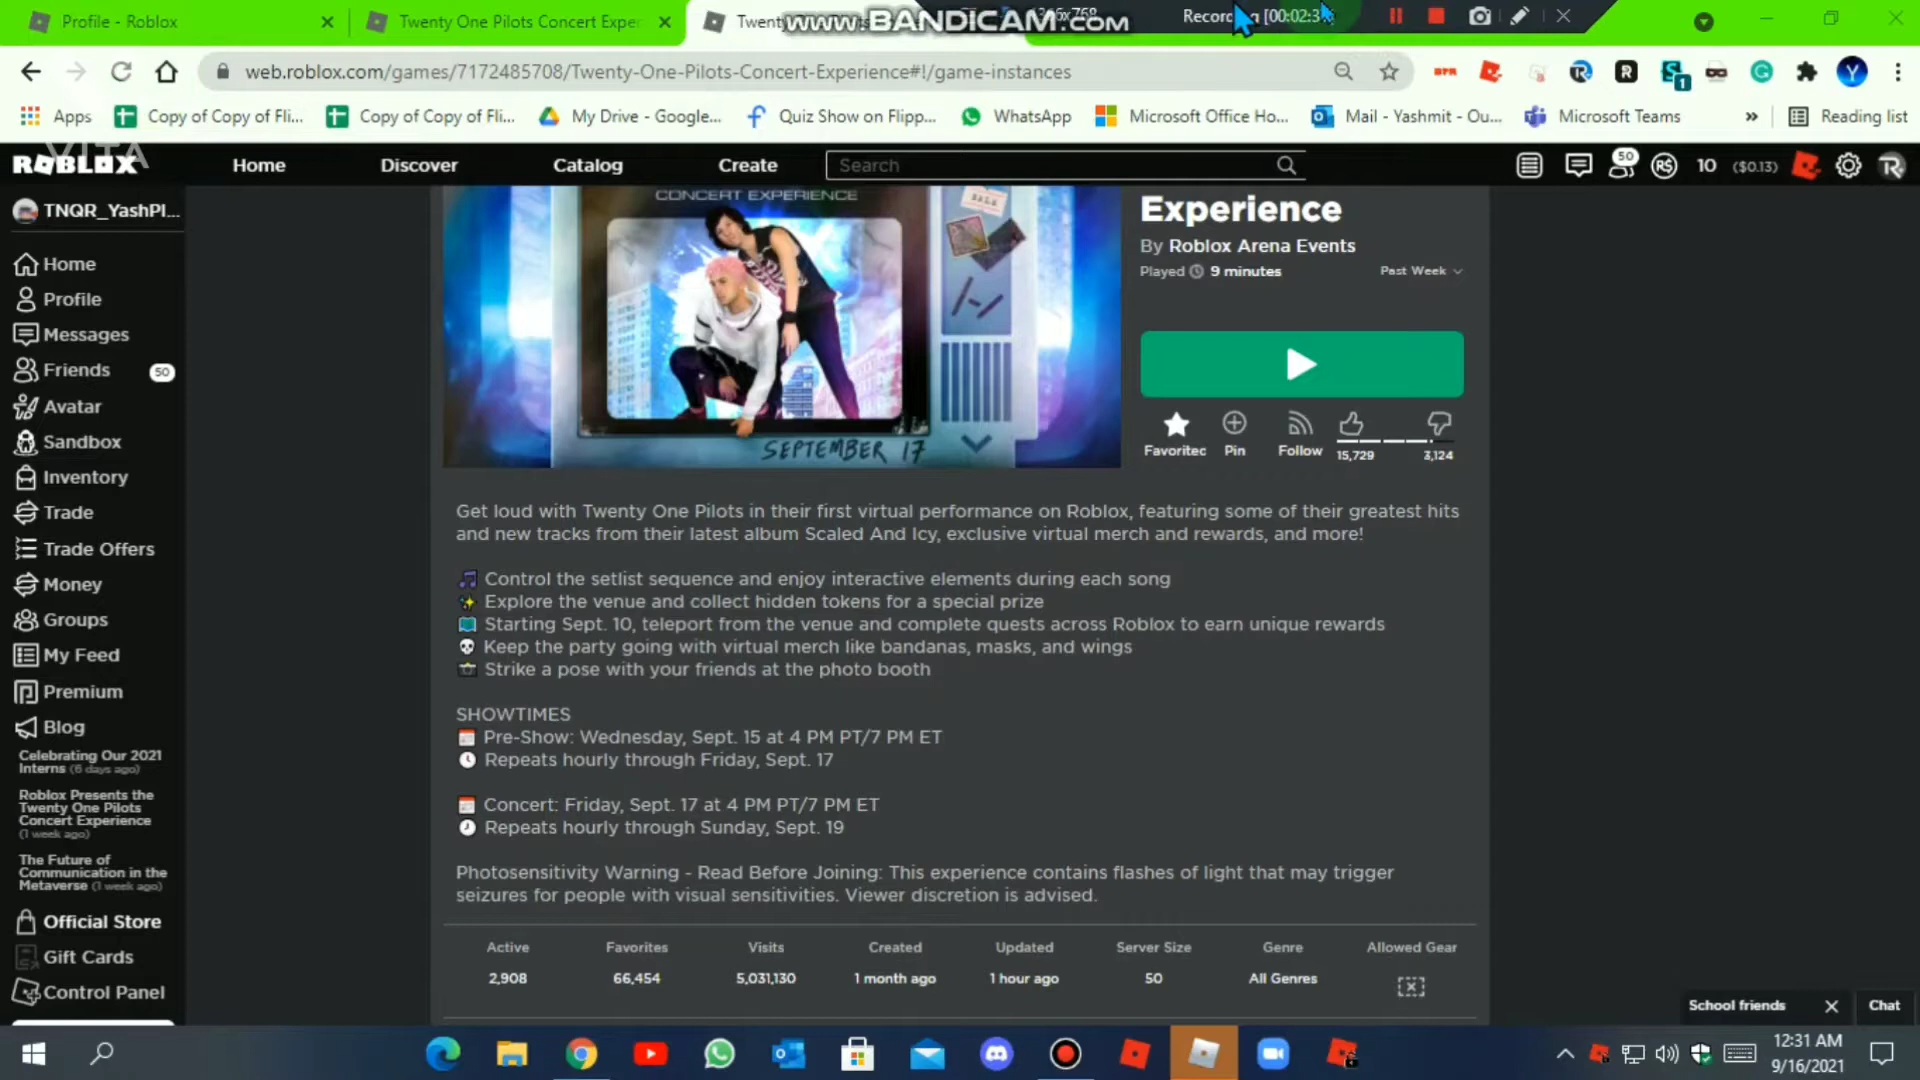 Profile - Roblox
Twenty One Pilots Concert Exper
WWW.BANDICAM.COM
[00:02:3
web.roblox.com/games/7172485708/Twenty-One-Pilots-Concert-Experience#!/game-instances
Apps
Copy of Copy of Fli...
Copy of Copy of Fli...
My Drive - Google...
Quiz Show on Flipp...
WhatsApp
Microsoft Office Ho...
Mail - Yashmit - Ou...
Microsoft Teams
»
Reading list
VITA
ROBLOX
Home
Discover
Catalog
Create
Search
50
10
($0.13)
TNQR_YashPl...
Home
Profile
Messages
Friends
50
Avatar
Sandbox
Inventory
Trade
Trade Offers
Money
Groups
My Feed
Premium
Blog
Celebrating Our 2021
Interns (6 days ago)
Roblox Presents the
Twenty One Pilots
Concert Experience
(1 week ago)
The Future of
Communication in the
Metaverse (1 week ago)
Official Store
Gift Cards
Control Panel
CONCERT EXPERIENCE
SEPTEMBER 17
Experience
By Roblox Arena Events
Played 9 minutes
Past Week
Favorited
Pin
Follow
15,729
3,124
Get loud with Twenty One Pilots in their first virtual performance on Roblox, featuring some of their greatest hits
and new tracks from their latest album Scaled And Icy, exclusive virtual merch and rewards, and more!
Control the setlist sequence and enjoy interactive elements during each song
Explore the venue and collect hidden tokens for a special prize
Starting Sept. 10, teleport from the venue and complete quests across Roblox to earn unique rewards
Keep the party going with virtual merch like bandanas, masks, and wings
Strike a pose with your friends at the photo booth
SHOWTIMES
Pre-Show: Wednesday, Sept. 15 at 4 PM PT/7 PM ET
Repeats hourly through Friday, Sept. 17
Concert: Friday, Sept. 17 at 4 PM PT/7 PM ET
Repeats hourly through Sunday, Sept. 19
Photosensitivity Warning - Read Before Joining: This experience contains flashes of light that may trigger
seizures for people with visual sensitivities. Viewer discretion is advised.
Active
Favorites
Visits
Created
Updated
Server Size
Genre
Allowed Gear
2,908
66,454
5,031,130
1 month ago
1 hour ago
50
All Genres
School friends
Chat
12:31 AM
9/16/2021